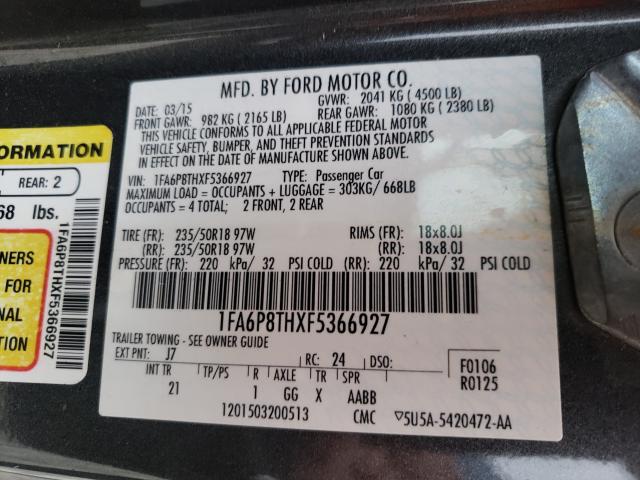 MFD. BY FORD MOTOR CO.
DATE: 03/15 GVWR: 2041 KG ( 4500 LB)
FRONT GAWR: 982 KG ( 2165 LB) REAR GAWR: 1080 KG ( 2380 LB)
THIS VEHICLE CONFORMS TO ALL APPLICABLE FEDERAL MOTOR
VEHICLE SAFETY, BUMPER, AND THEFT PREVENTION STANDARDS
IN EFFECT ON THE DATE OF MANUFACTURE SHOWN ABOVE.
VIN: 1FA6P8THXF5366927 TYPE: Passenger Car
MAXIMUM LOAD = OCCUPANTS + LUGGAGE = 303KG/ 668LB
OCCUPANTS = 4 TOTAL; 2 FRONT, 2 REAR
TIRE (FR): 235/50R18 97W RIMS (FR): 18x8.0J
(RR): 235/50R18 97W (RR): 18x8.0J
PRESSURE (FR): 220 kPa/ 32 PSI COLD (RR): 220 kPa/ 32 PSI COLD
1FA6P8THXF5366927
TRAILER TOWING - SEE OWNER GUIDE
EXT PNT: J7 RC: 24 DSO:
INT TR TP/PS R AXLE TR SPR
21 1 GG X AABB
F0106
R0125
1201503200513 CMC 5U5A-5420472-AA
ORMATION
REAR: 2
68 lbs.
NERS
FOR
NAL
TION
1FA6P8THXF5366927